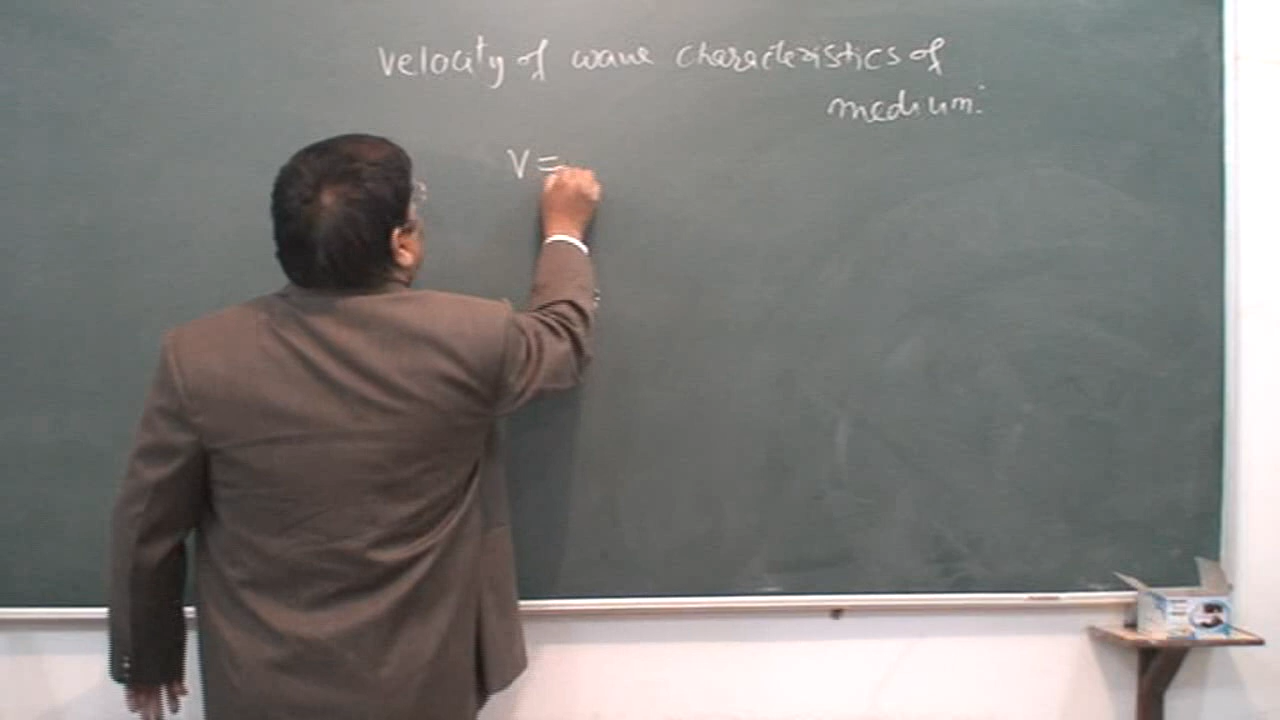 velocity of wave characteristics of
medium:
V =